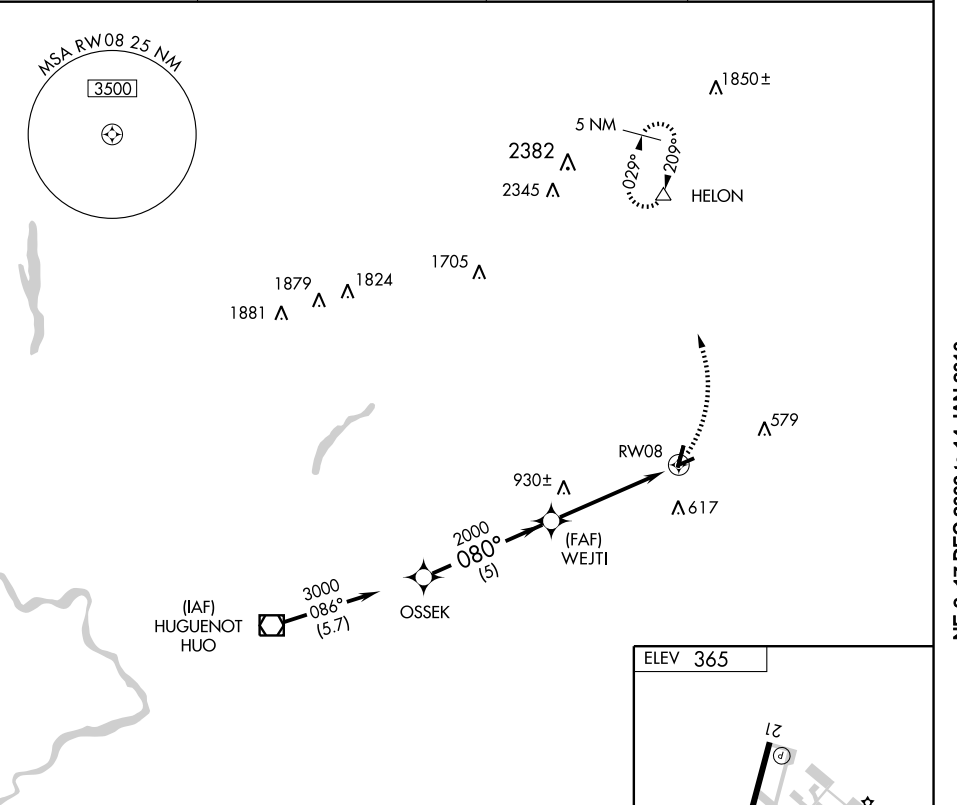 MSA RW08 25 NM
3500
1850±
5 NM
2382
2345
029°
209°
HELON
1705
1879
1824
1881
579
RW08
930±
617
(FAF)
WEJTI
2000
080°
(5)
3000
086°
(5.7)
OSSEK
(IAF)
HUGUENOT
HUO
ELEV 365
21
P